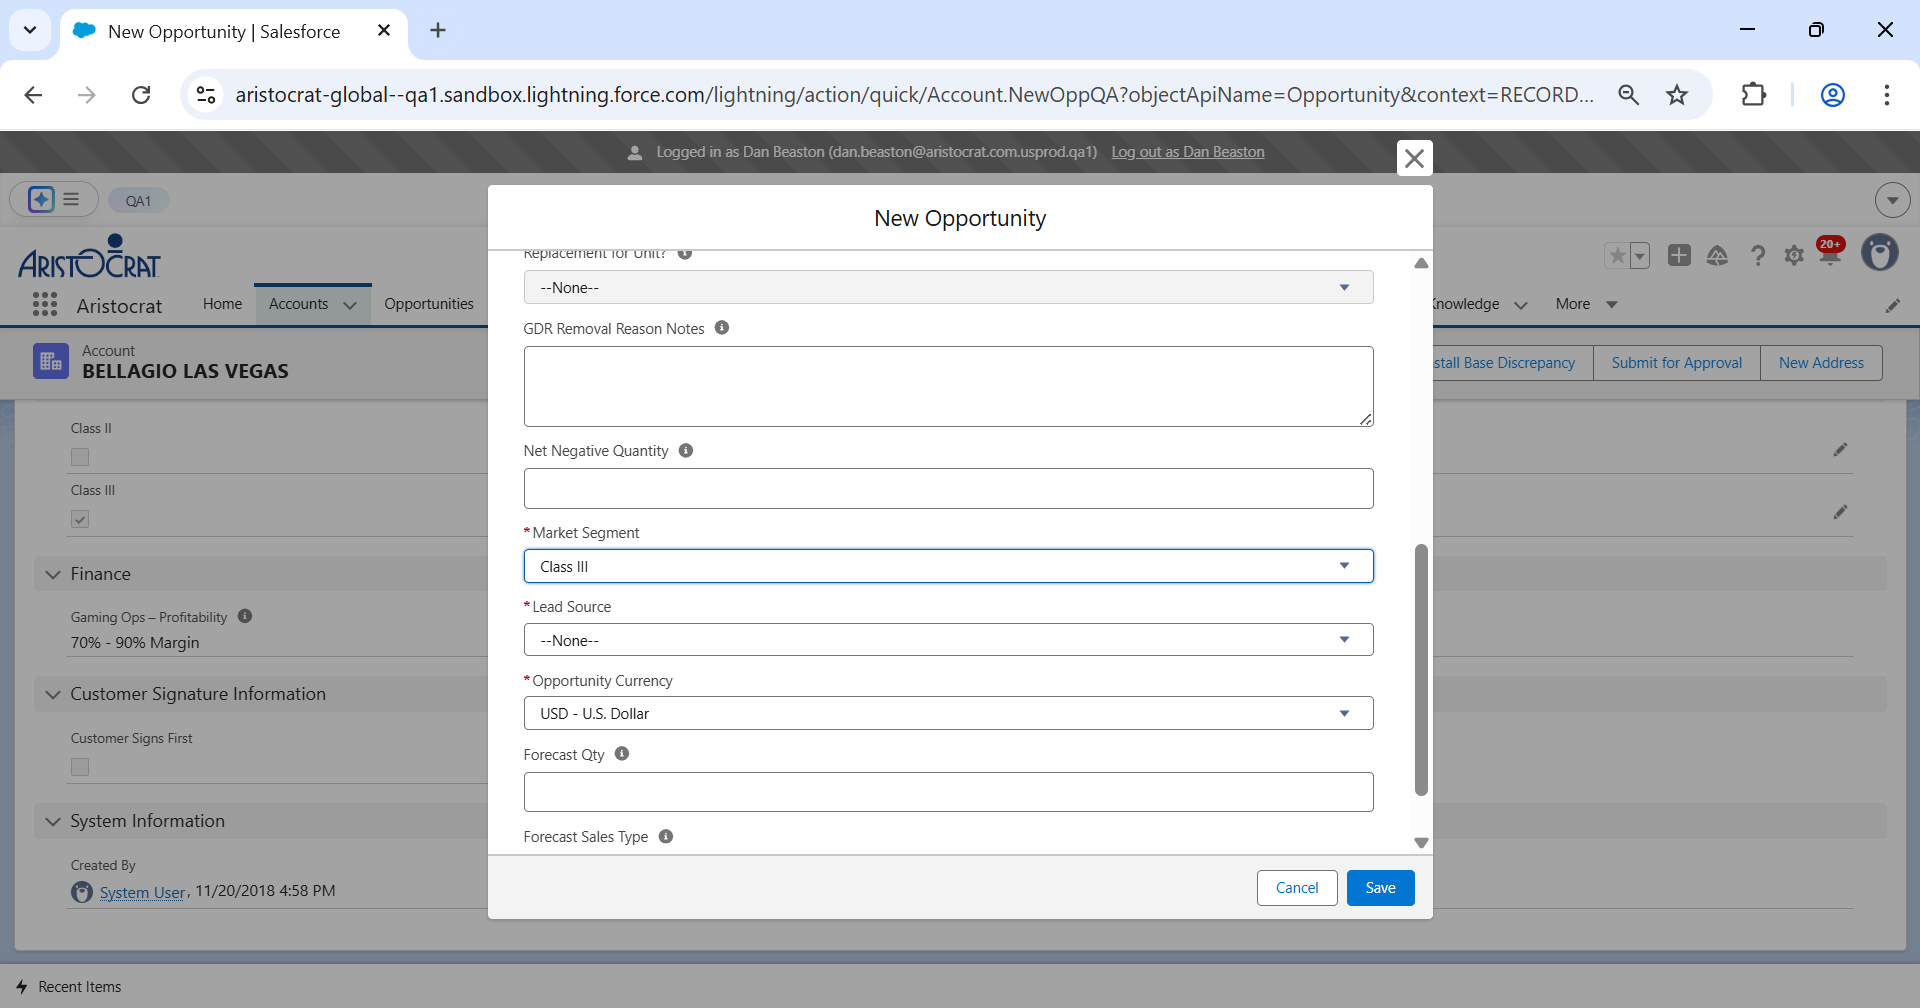 New Opportunity | Salesforce
aristocrat-global--qa1.sandbox.lightning.force.com/lightning/action/quick/Account.NewOppQA?objectApiName=Opportunity&context=RECORD...
Logged in as Dan Beaston (dan.beaston@aristocrat.com.usprod.qa1) Log out as Dan Beaston
QA1
New Opportunity
ARISTOCRAT
20+
Aristocrat
Home
Accounts
Opportunities
Knowledge
More
Account
BELLAGIO LAS VEGAS
stall Base Discrepancy
Submit for Approval
New Address
Replacement for Unit?
--None--
GDR Removal Reason Notes
Net Negative Quantity
*Market Segment
Class III
*Lead Source
--None--
*Opportunity Currency
USD - U.S. Dollar
Forecast Qty
Forecast Sales Type
Cancel
Save
Class II
Class III
Finance
Gaming Ops – Profitability
70% - 90% Margin
Customer Signature Information
Customer Signs First
System Information
Created By
System User, 11/20/2018 4:58 PM
Recent Items